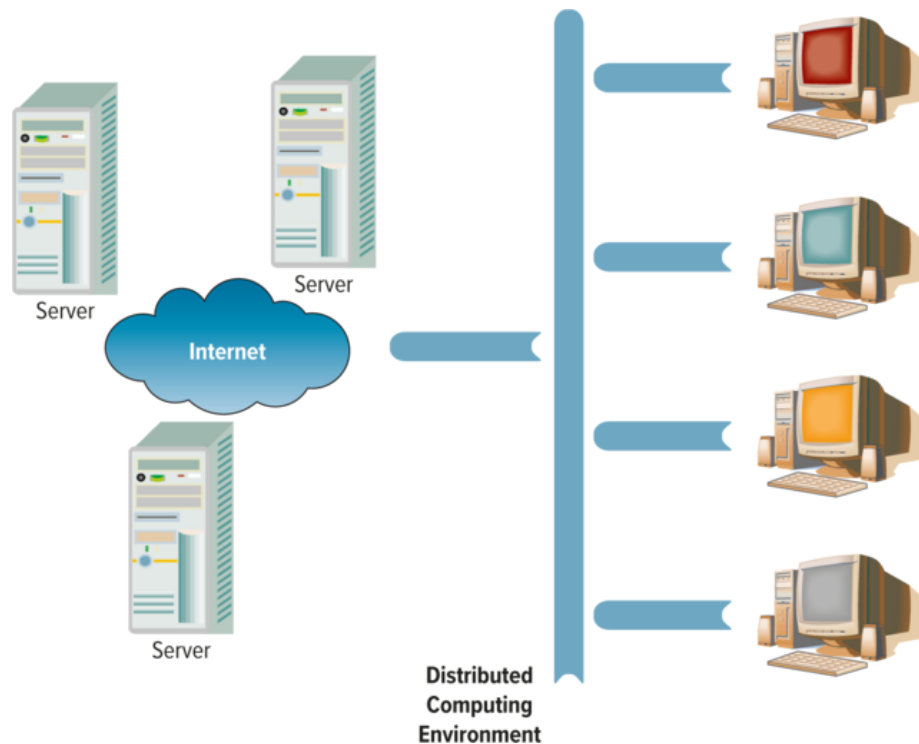 Server
Server
Internet
Server
Distributed
Computing
Environment